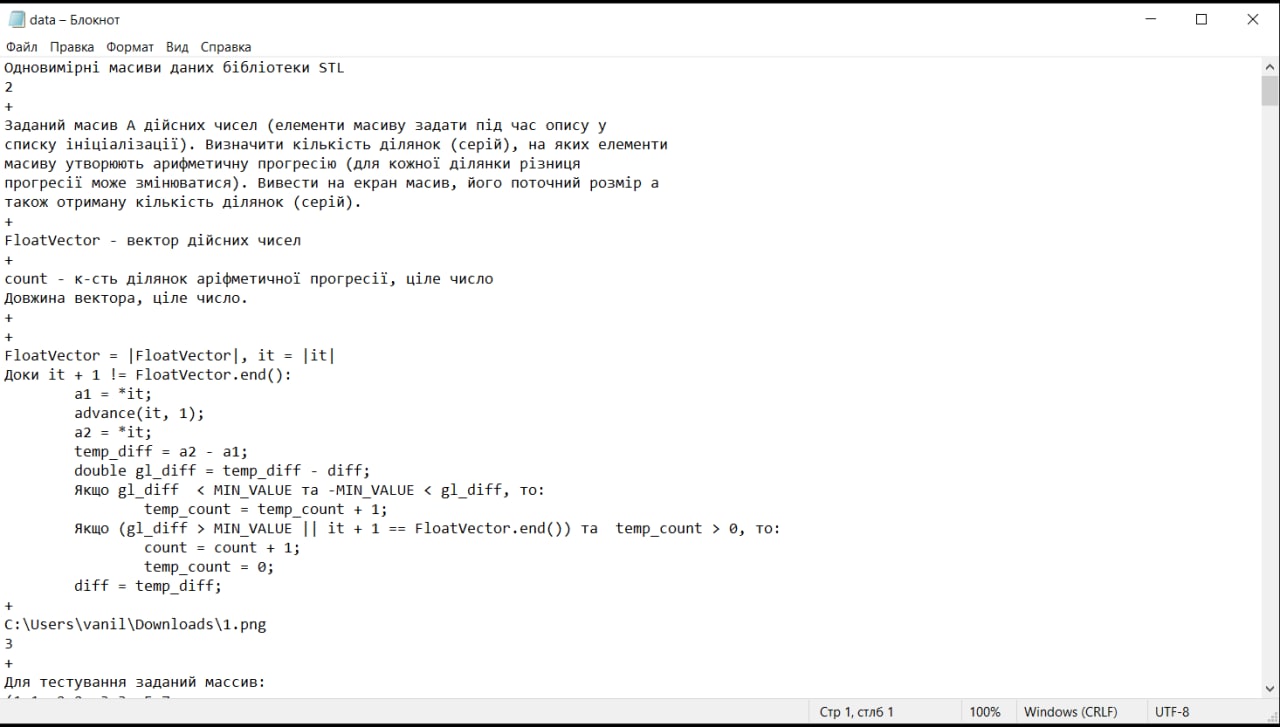 data – Блокнот
Файл Правка Формат Вид Справка
Одновимірні масиви даних бібліотеки STL
2
+
Заданий масив А дійсних чисел (елементи масиву задати під час опису у
списку ініціалізації). Визначити кількість ділянок (серій), на яких елементи
масиву утворюють арифметичну прогресію (для кожної ділянки різниця
прогресії може змінюватися). Вивести на екран масив, його поточний розмір а
також отриману кількість ділянок (серій).
+
FloatVector - вектор дійсних чисел
+
count - к-сть ділянок аріфметичної прогресії, ціле число
Довжина вектора, ціле число.
+
+
FloatVector = |FloatVector|, it = |it|
Доки it + 1 != FloatVector.end():
a1 = *it;
advance(it, 1);
a2 = *it;
temp_diff = a2 - a1;
double gl_diff = temp_diff - diff;
Якщо gl_diff  < MIN_VALUE та -MIN_VALUE < gl_diff, то:
temp_count = temp_count + 1;
Якщо (gl_diff > MIN_VALUE || it + 1 == FloatVector.end()) та  temp_count > 0, то:
count = count + 1;
temp_count = 0;
diff = temp_diff;
+
C:\Users\vanil\Downloads\1.png
3
+
Для тестування заданий массив:
Стр 1, стлб 1 100% Windows (CRLF) UTF-8